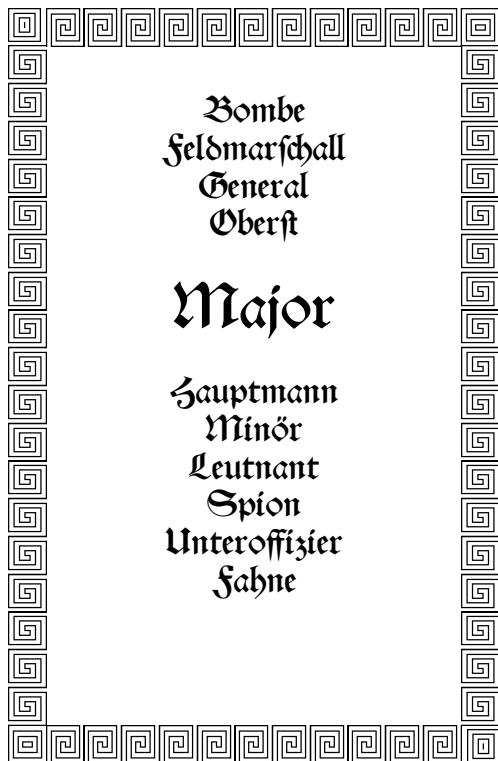 Bombe
Feldmarſchall
General
Oberſt
Major
Hauptmann
Minör
Leutnant
Spion
Unteroffizier
Fahne